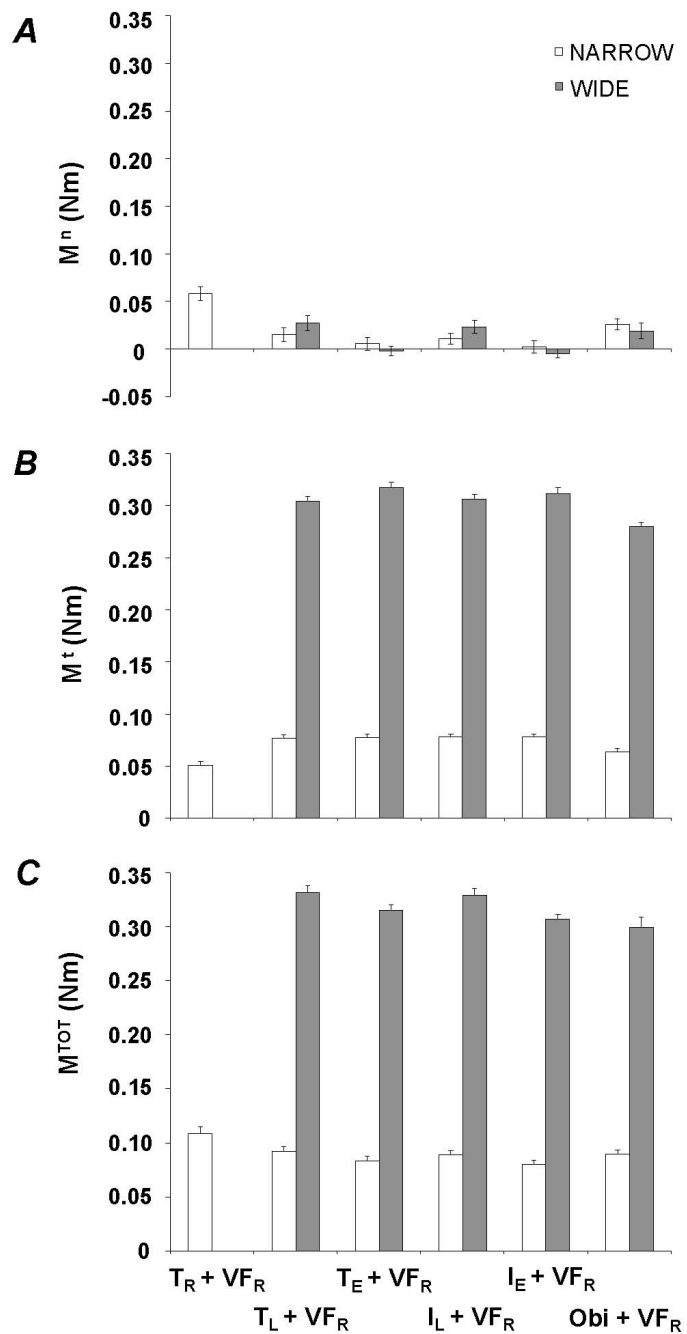 A
NARROW
WIDE
M n (Nm)
0.35
0.30
0.25
0.20
0.15
0.10
0.05
0
-0.05
B
M t (Nm)
0.35
0.30
0.25
0.20
0.15
0.10
0.05
0
C
M TOT (Nm)
0.35
0.30
0.25
0.20
0.15
0.10
0.05
0
TR + VFR
TL + VFR
TE + VFR
IL + VFR
IE + VFR
Obi + VFR